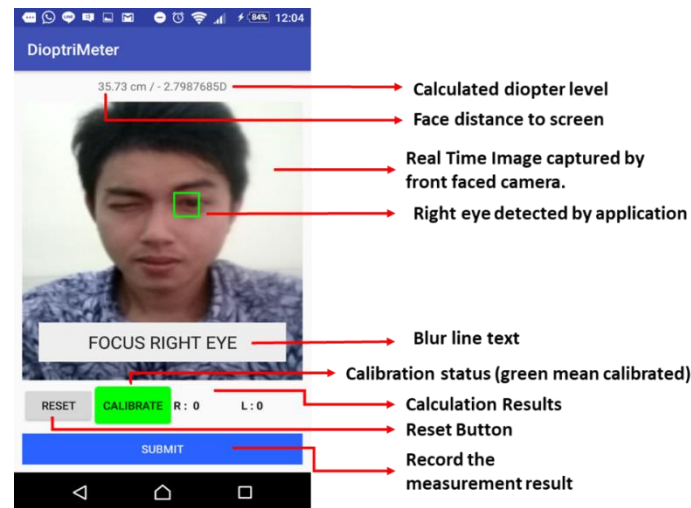 84% 12:04
DioptriMeter
35.73 cm / - 2.7987685D
Calculated diopter level
Face distance to screen
Real Time Image captured by
front faced camera.
Right eye detected by application
FOCUS RIGHT EYE
Blur line text
Calibration status (green mean calibrated)
RESET
CALIBRATE
R : 0
L : 0
Calculation Results
Reset Button
SUBMIT
Record the
measurement result